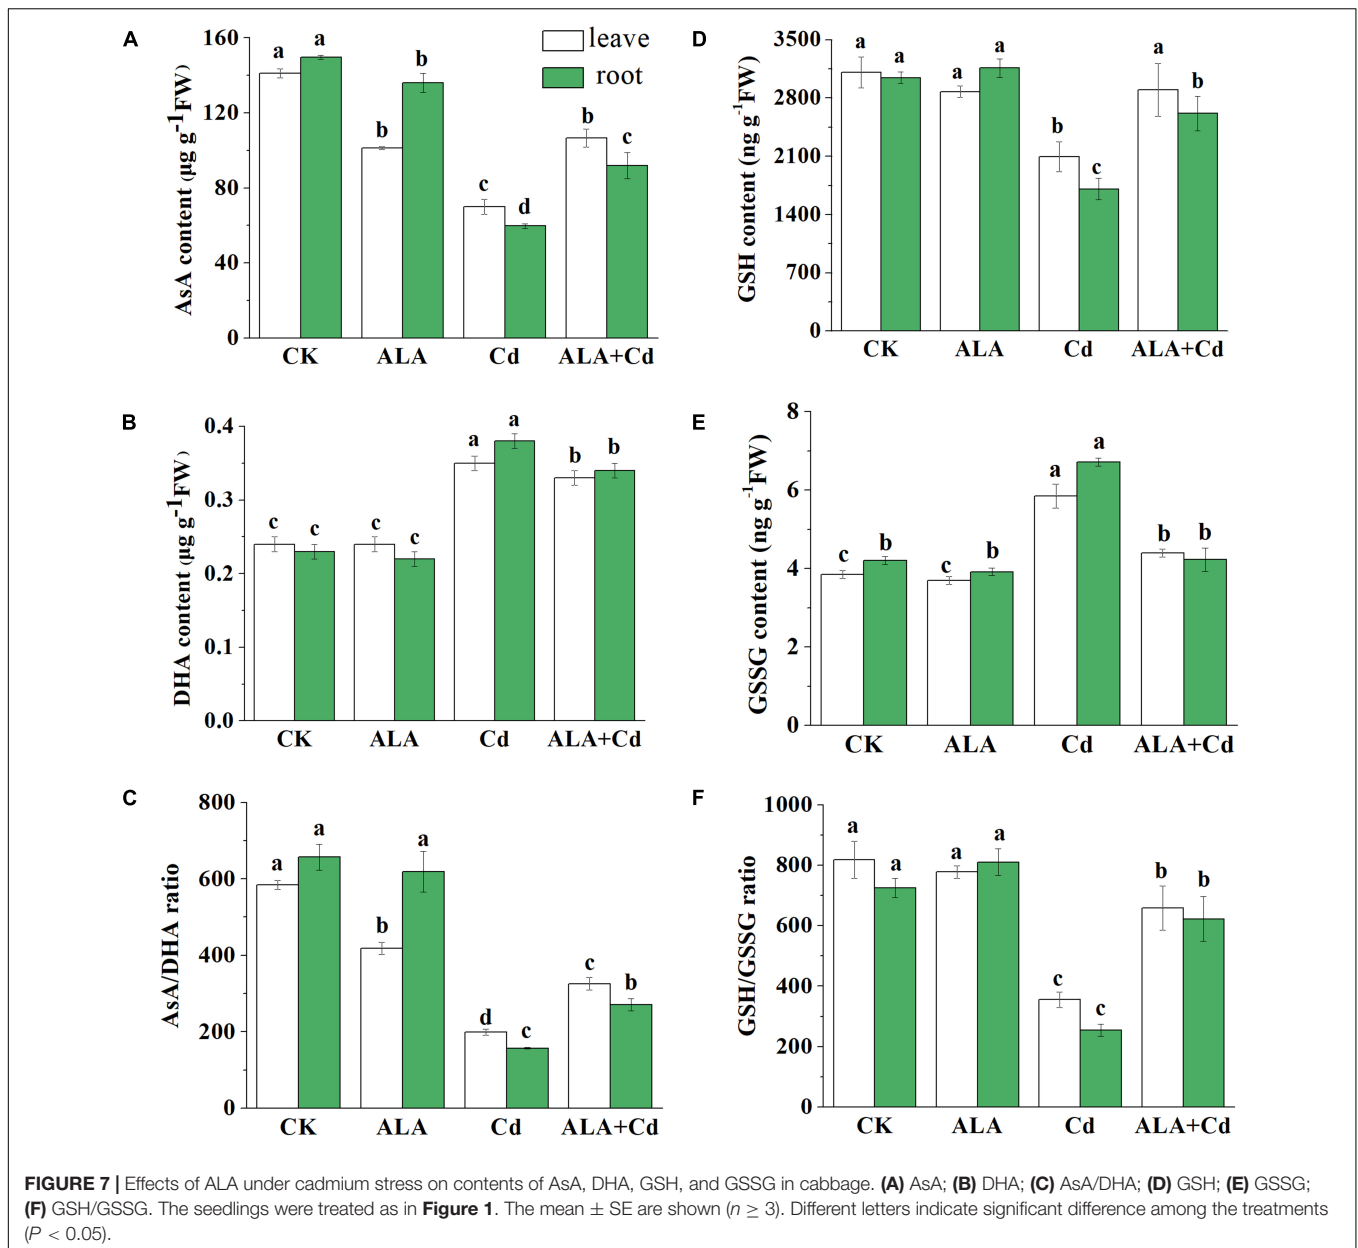 A
160
120
80
40
0
AsA content (µg g-1FW)
a a b b c d b c
CK ALA Cd ALA+Cd
leave
root
D
3500
2800
2100
1400
700
0
GSH content (ng g-1FW)
a a a a b c a b
CK ALA Cd ALA+Cd
B
0.4
0.3
0.2
0.1
0.0
DHA content (µg g-1FW)
c c c c a a b b
CK ALA Cd ALA+Cd
E
8
6
4
2
0
GSSG content (ng g-1FW)
c b c b a a b b
CK ALA Cd ALA+Cd
C
800
600
400
200
0
AsA/DHA ratio
a a b a d c c b
CK ALA Cd ALA+Cd
F
1000
800
600
400
200
0
GSH/GSSG ratio
a a a a c c b b
CK ALA Cd ALA+Cd
FIGURE 7 | Effects of ALA under cadmium stress on contents of AsA, DHA, GSH, and GSSG in cabbage. (A) AsA; (B) DHA; (C) AsA/DHA; (D) GSH; (E) GSSG;
(F) GSH/GSSG. The seedlings were treated as in Figure 1. The mean ± SE are shown (n ≥ 3). Different letters indicate significant difference among the treatments
(P < 0.05).